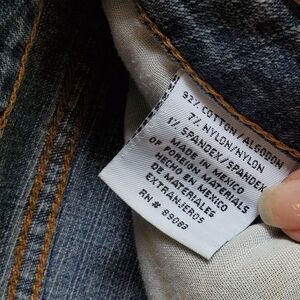 92% COTTON/ALGODON
7% NYLON/NYLON
1% SPANDEX/SPANDEX
MADE IN MEXICO
OF FOREIGN MATERIALS
HECHO EN MEXICO
DE MATERIALES
EXTRANJEROS
RN # 89083